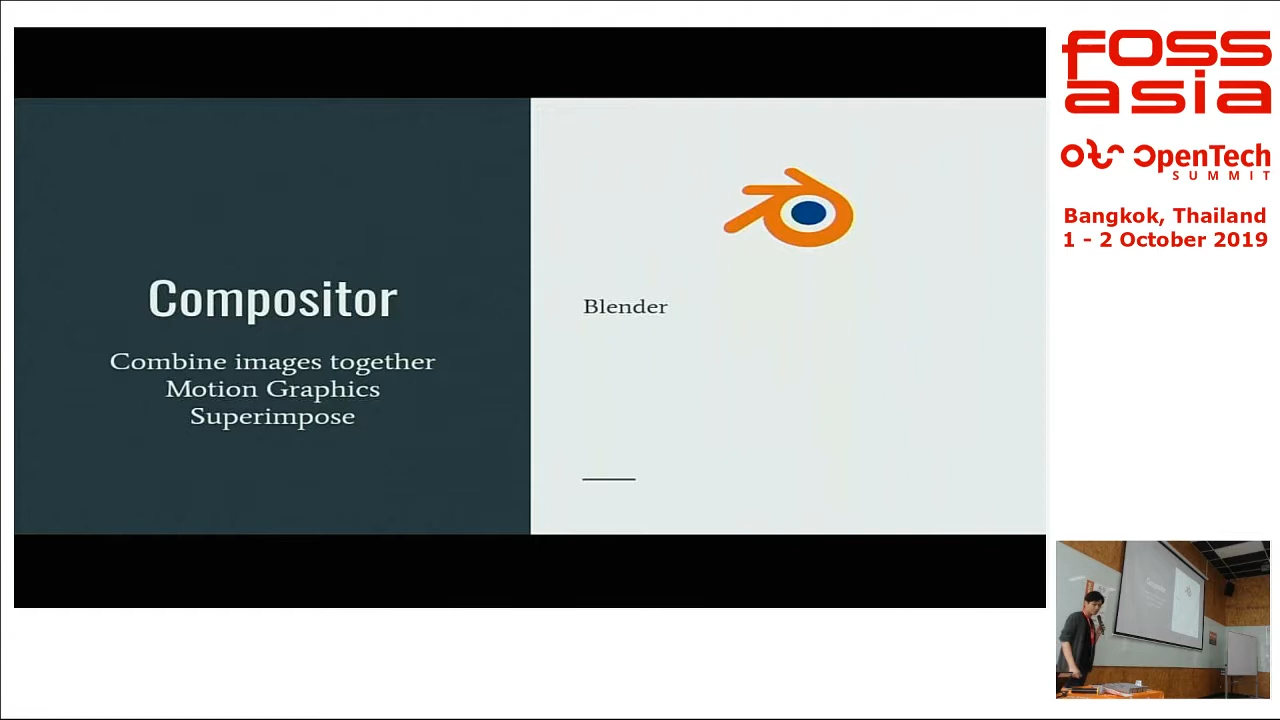 Compositor
Combine images together
Motion Graphics
Superimpose
Blender
foss
asia
OpenTech
SUMMIT
Bangkok, Thailand
1 - 2 October 2019